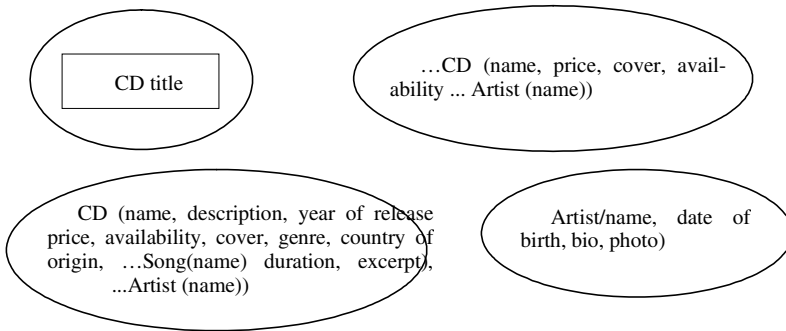 CD title
…CD (name, price, cover, avail-
ability ... Artist (name))
CD (name, description, year of release
price, availability, cover, genre, country of
origin, …Song(name) duration, excerpt),
...Artist (name))
Artist/name, date of
birth, bio, photo)